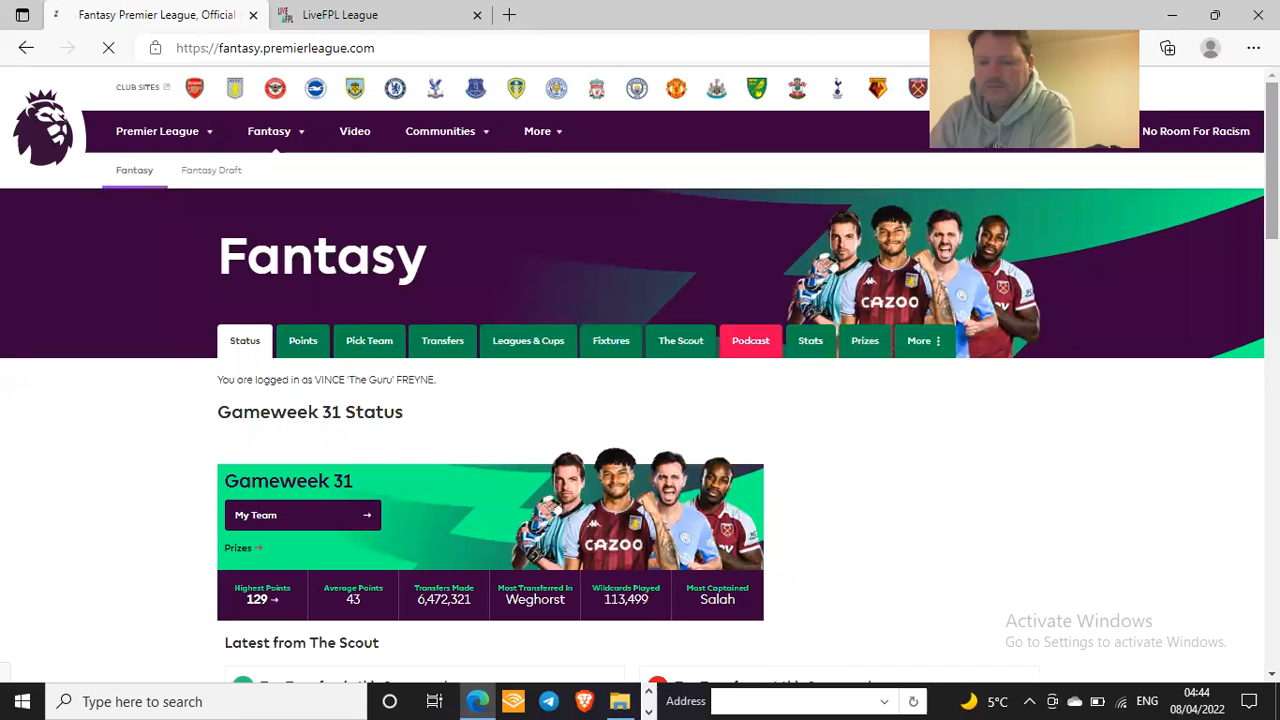 Fantasy Premier League, Official
LiveFPL Leagues
https://fantasy.premierleague.com
CLUB SITES
Premier League
Fantasy
Video
Communities
More
No Room For Racism
Fantasy
Fantasy Draft
Fantasy
CAZOO
Status
Points
Pick Team
Transfers
Leagues & Cups
Fixtures
The Scout
Podcast
Stats
Prizes
More
You are logged in as VINCE 'The Guru' FREYNE.
Gameweek 31 Status
Gameweek 31
My Team
Prizes
CAZOO
Highest Points
129
Average Points
43
Transfers Made
6,472,321
Most Transferred In
Weghorst
Wildcards Played
113,499
Most Captained
Salah
Latest from The Scout
Activate Windows
Go to Settings to activate Windows.
Type here to search
Address
5°C
ENG
04:44
08/04/2022